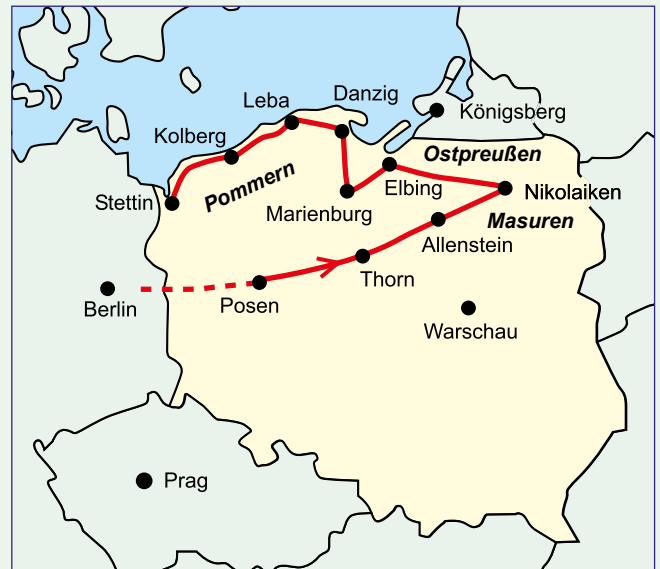 Danzig
Leba
Königsberg
Kolberg
Ostpreußen
Pommern
Elbing
Nikolaiken
Stettin
Marienburg
Masuren
Allenstein
Thorn
Posen
Berlin
Warschau
Prag